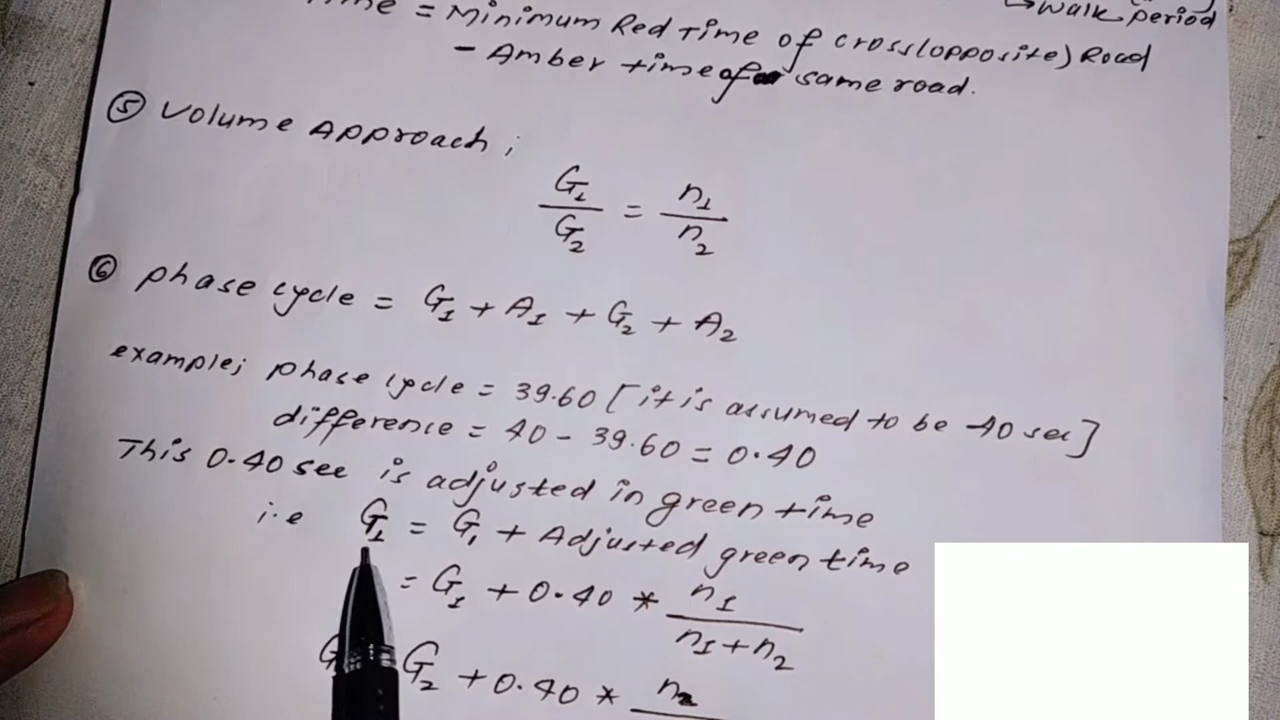 = Minimum Red Time of cross(opposite) Road
↳ Walk period
- Amber time of same road.
⑤ Volume Approach;
G₁ / G₂ = n₁ / n₂
⑥ phase cycle = G₁ + A₁ + G₂ + A₂
example; phase cycle = 39.60 [it is assumed to be 40 sec]
difference = 40 - 39.60 = 0.40
This 0.40 see is adjusted in green time
i.e G₁ = G₁ + Adjusted green time
= G₁ + 0.40 * n₁ / n₁ + n₂
G₂ + 0.40 * n₂